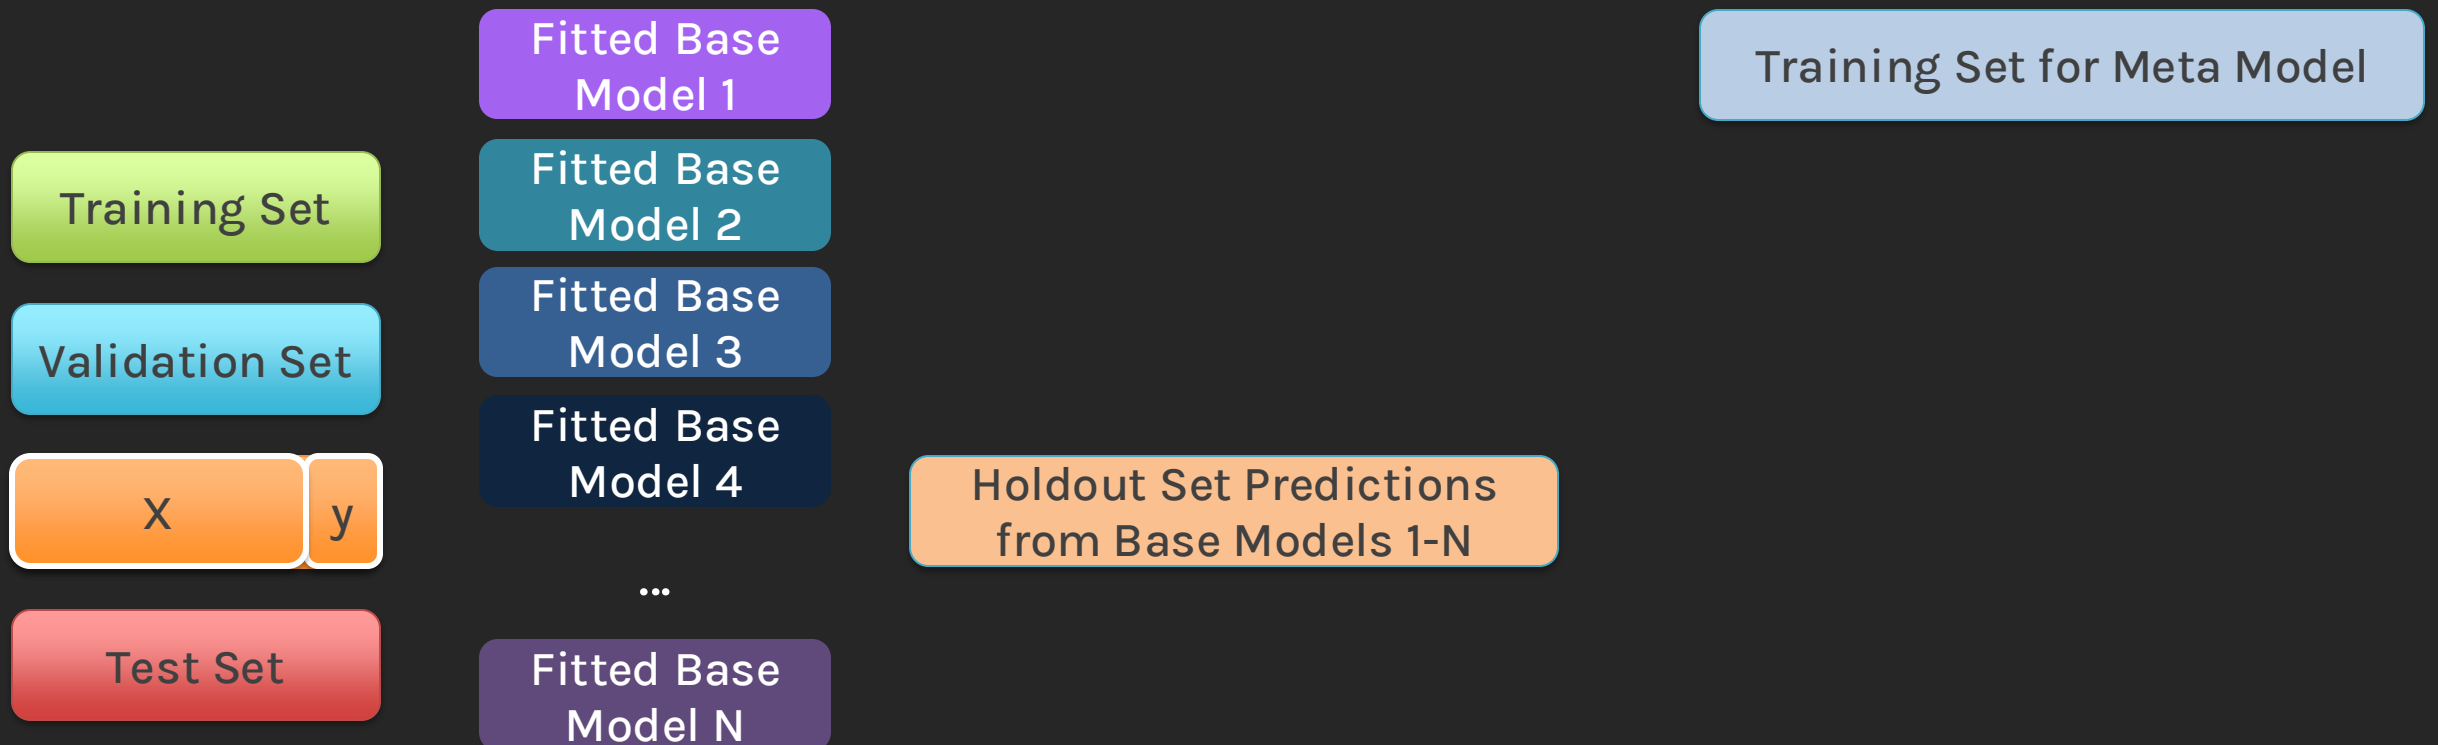 Training Set
Validation Set
X
y
Test Set
Fitted Base
Model 1
Fitted Base
Model 2
Fitted Base
Model 3
Fitted Base
Model 4
...
Fitted Base
Model N
Holdout Set Predictions
from Base Models 1-N
Training Set for Meta Model